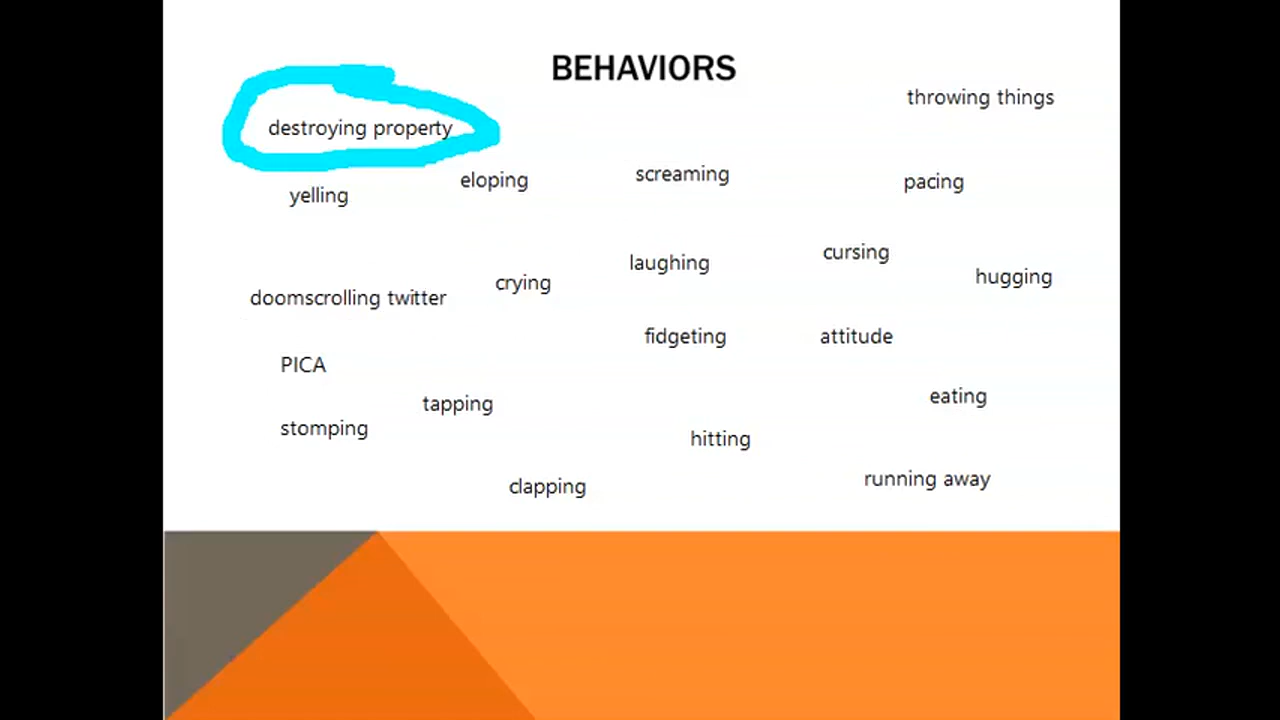 BEHAVIORS
throwing things
destroying property
yelling
eloping
screaming
pacing
laughing
cursing
hugging
crying
doomscrolling twitter
fidgeting
attitude
PICA
tapping
eating
stomping
hitting
clapping
running away